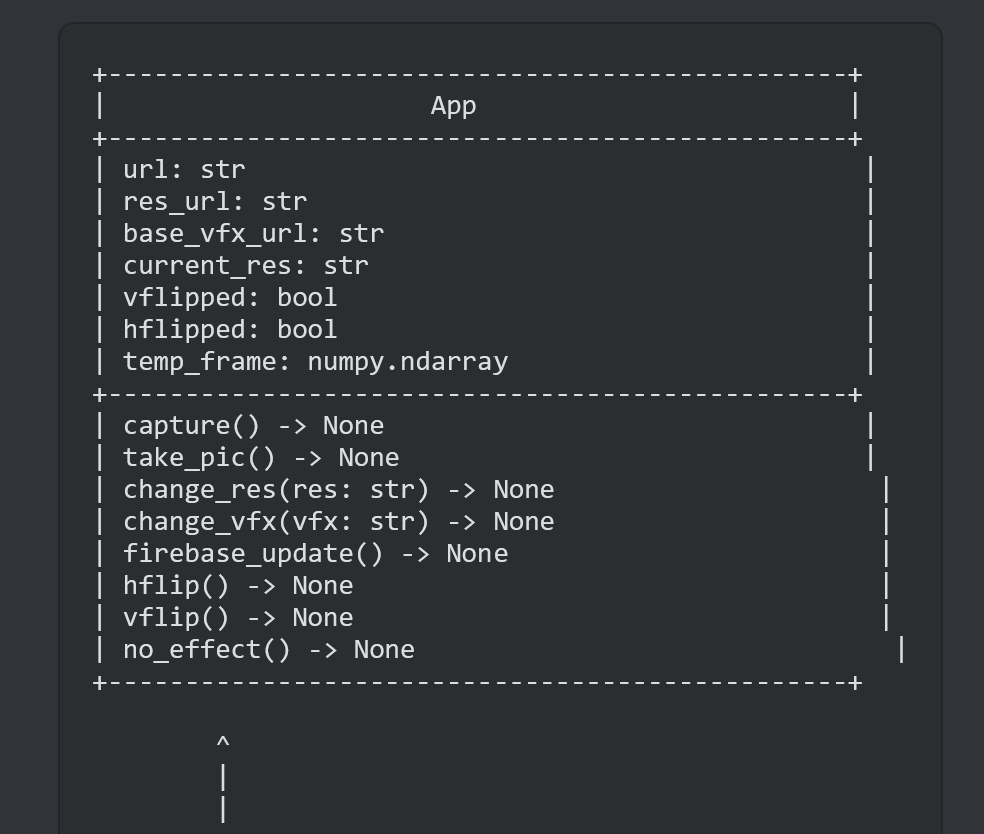 +------------------------------------------------+
|                     App                        |
+------------------------------------------------+
| url: str                                        |
| res_url: str                                    |
| base_vfx_url: str                               |
| current_res: str                                |
| vflipped: bool                                  |
| hflipped: bool                                  |
| temp_frame: numpy.ndarray                       |
+------------------------------------------------+
| capture() -> None                               |
| take_pic() -> None                              |
| change_res(res: str) -> None                     |
| change_vfx(vfx: str) -> None                     |
| firebase_update() -> None                        |
| hflip() -> None                                  |
| vflip() -> None                                  |
| no_effect() -> None                               |
+------------------------------------------------+
        ^
        |
        |